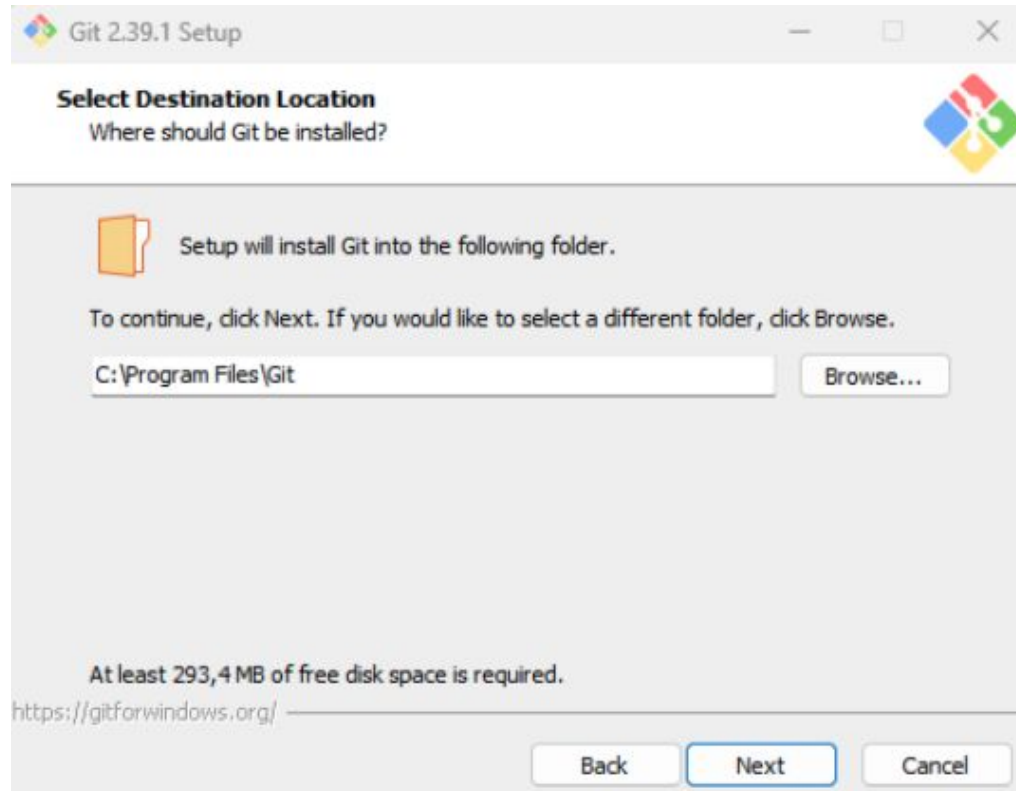 Git 2.39.1 Setup
Select Destination Location
Where should Git be installed?
Setup will install Git into the following folder.
To continue, click Next. If you would like to select a different folder, click Browse.
C:\Program Files\Git
Browse...
At least 293,4 MB of free disk space is required.
https://gitforwindows.org/
Back
Next
Cancel